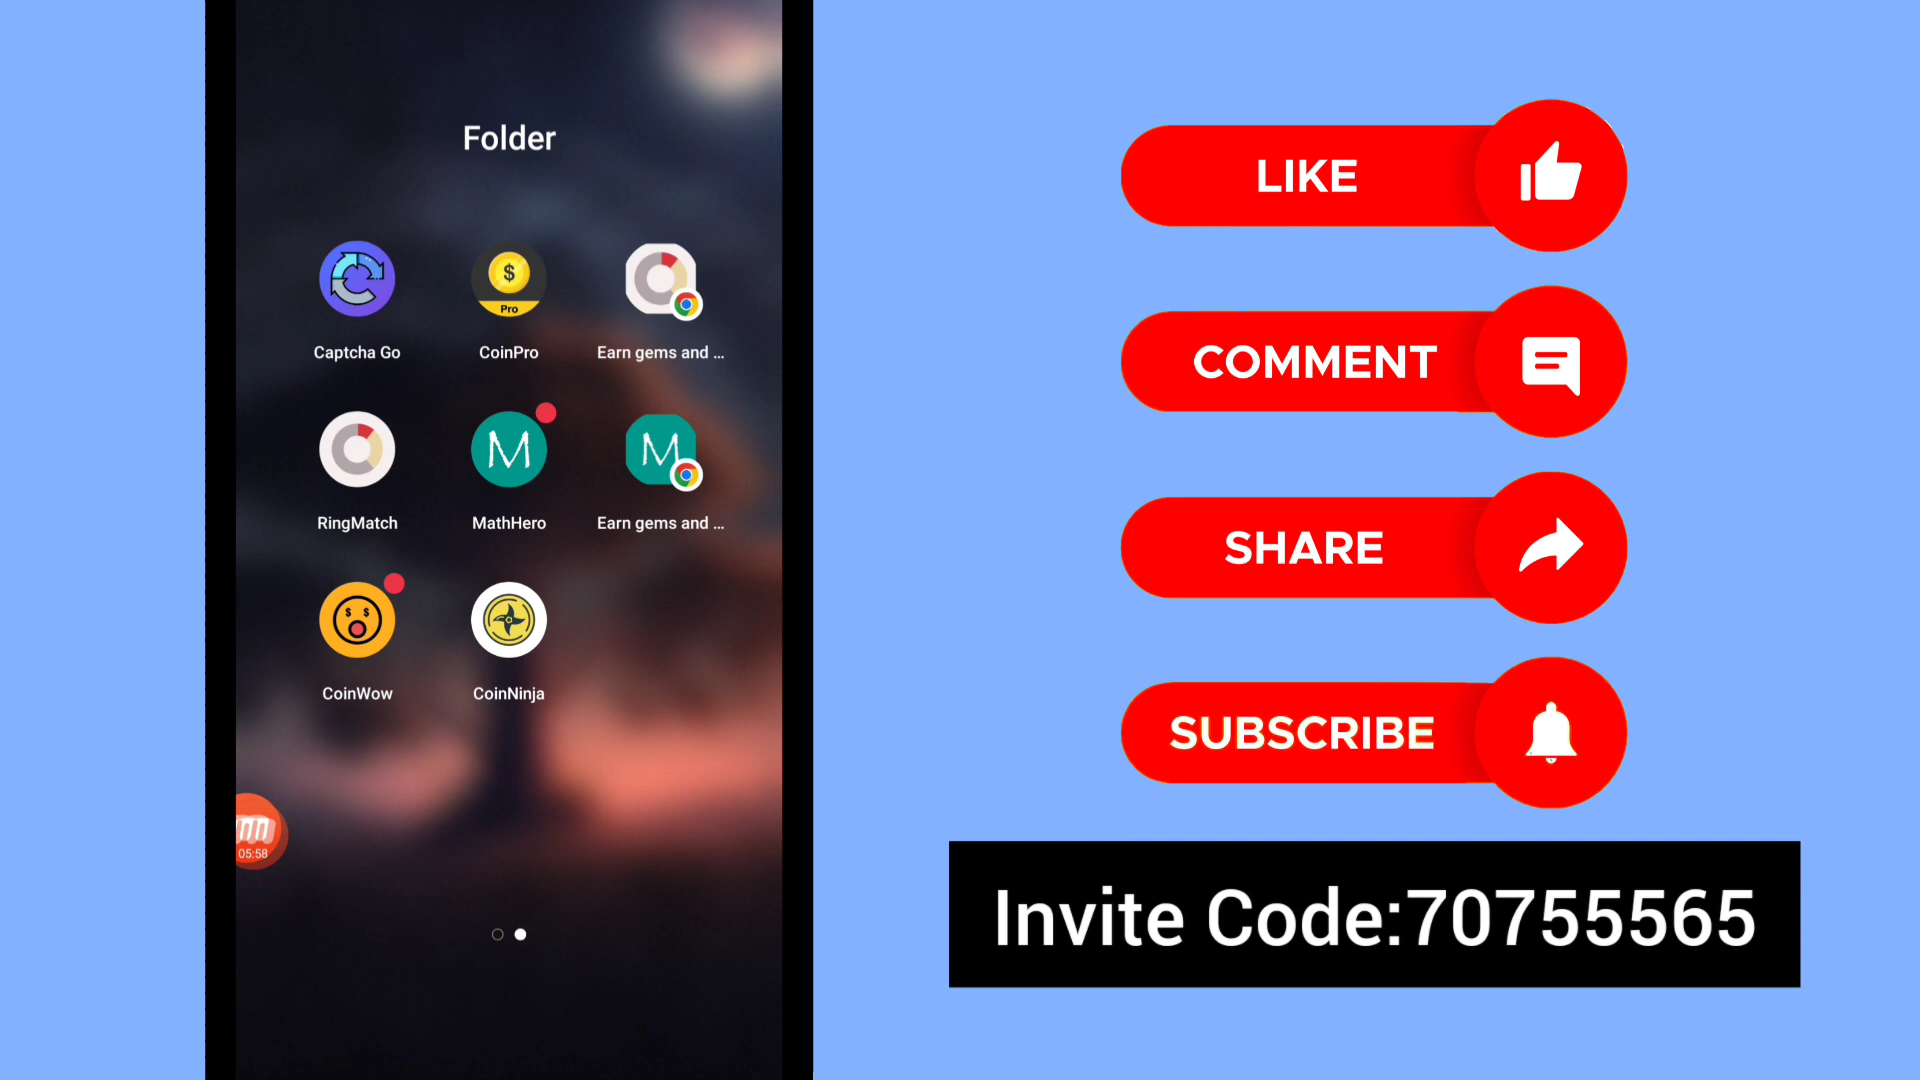 Folder
Pro
Captcha Go
CoinPro
Earn gems and ...
M
M
RingMatch
MathHero
Earn gems and ...
$ $
CoinWow
CoinNinja
05:58
LIKE
COMMENT
SHARE
SUBSCRIBE
Invite Code:70755565